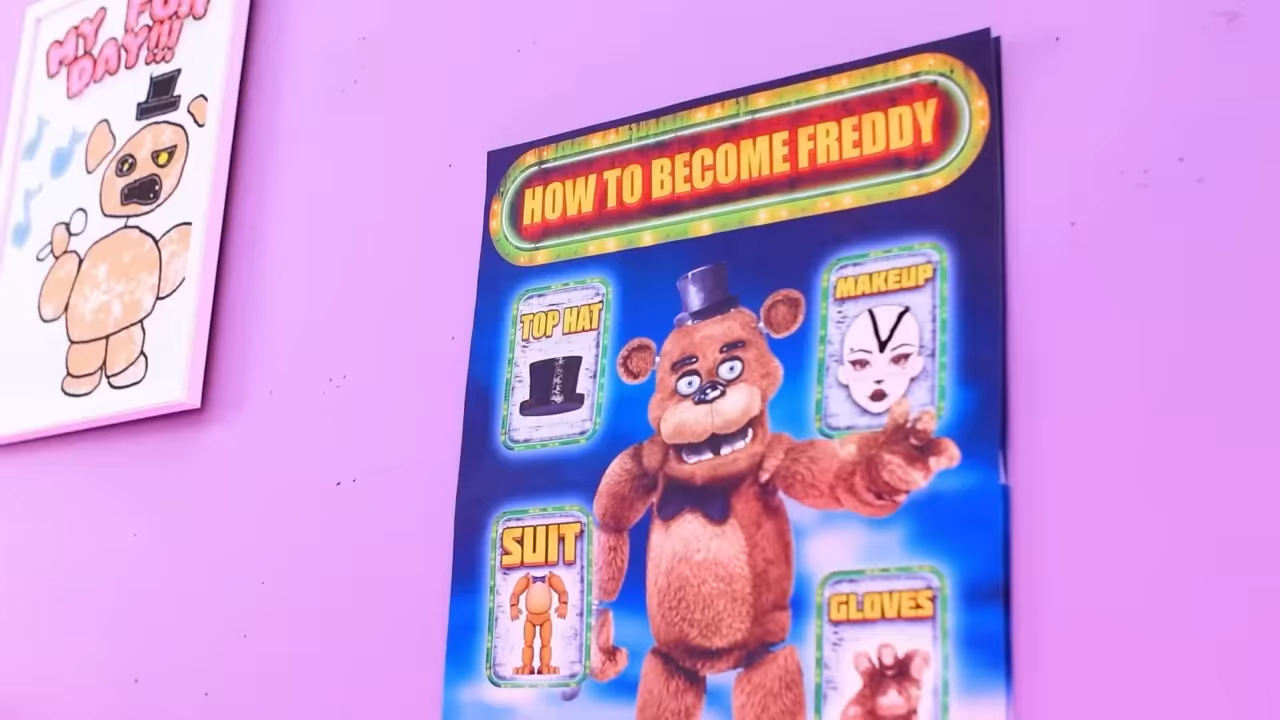 MY FUN
DAY!!!
HOW TO BECOME FREDDY
TOP HAT
MAKEUP
SUIT
GLOVES